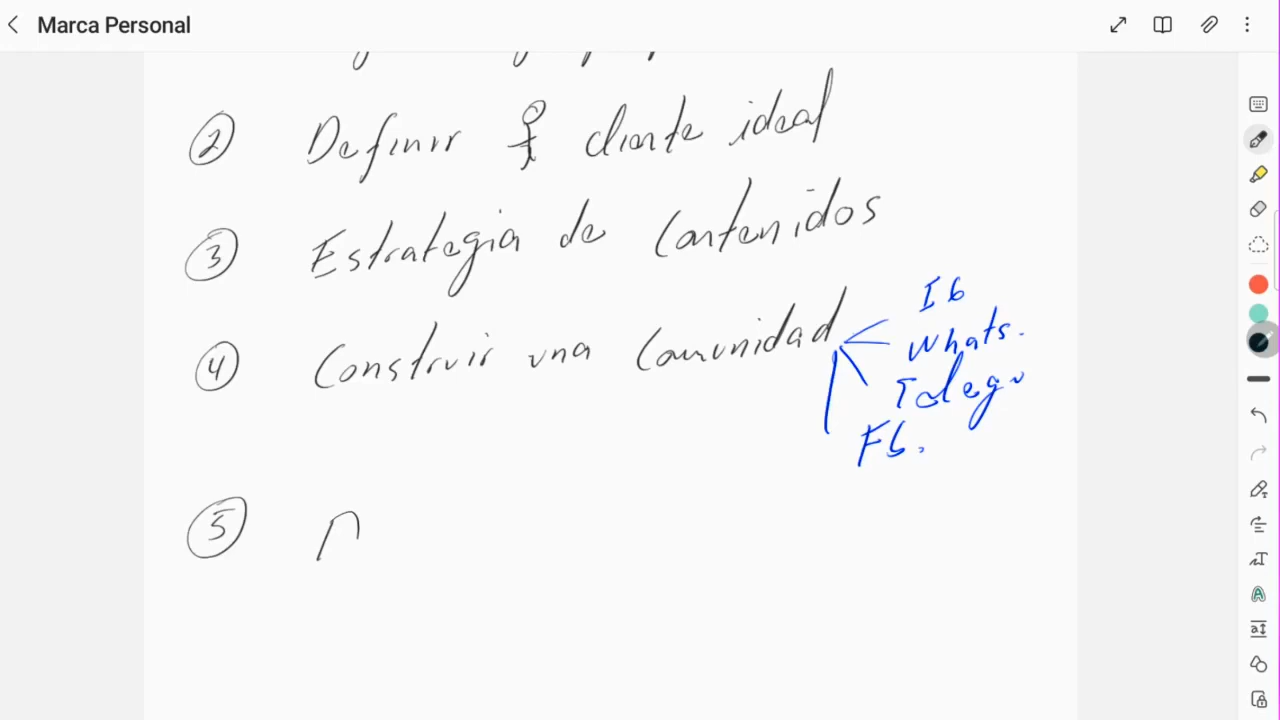 Marca Personal
2 Definir cliente ideal
3 Estrategia de Contenidos
4 Construir una Comunidad
IG
Whats.
Telegr
Fb.
5